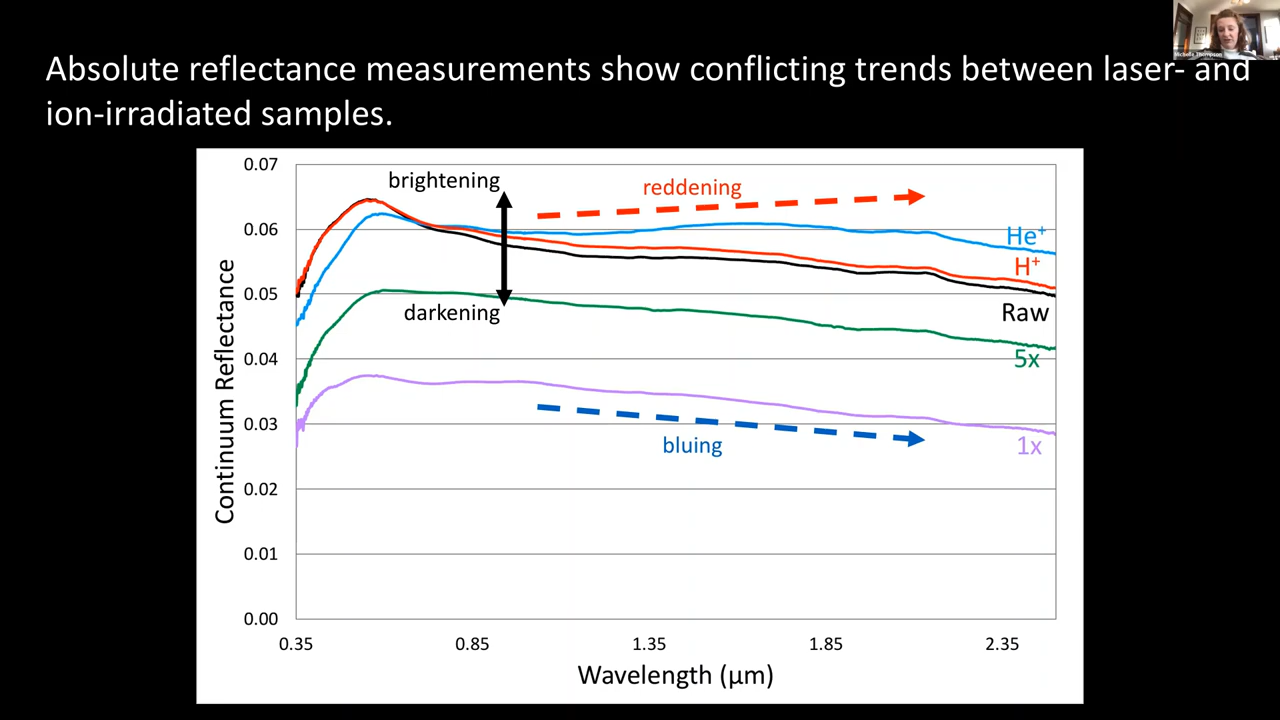 Michelle Thompson
Absolute reflectance measurements show conflicting trends between laser- and
ion-irradiated samples.
0.07
0.06
0.05
0.04
0.03
0.02
0.01
0.00
Continuum Reflectance
brightening
darkening
reddening
bluing
He⁺
H⁺
Raw
5x
1x
0.35
0.85
1.35
1.85
2.35
Wavelength (μm)